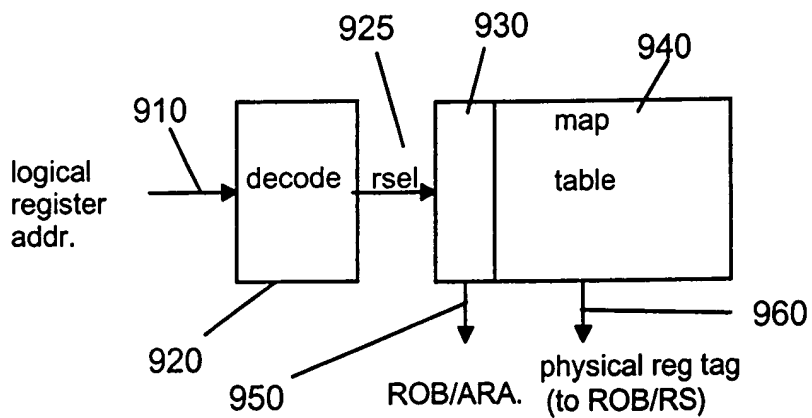 925
930
940
910
map
logical
register
addr.
decode
rsel
table
920
950
960
ROB/ARA.
physical reg tag
(to ROB/RS)